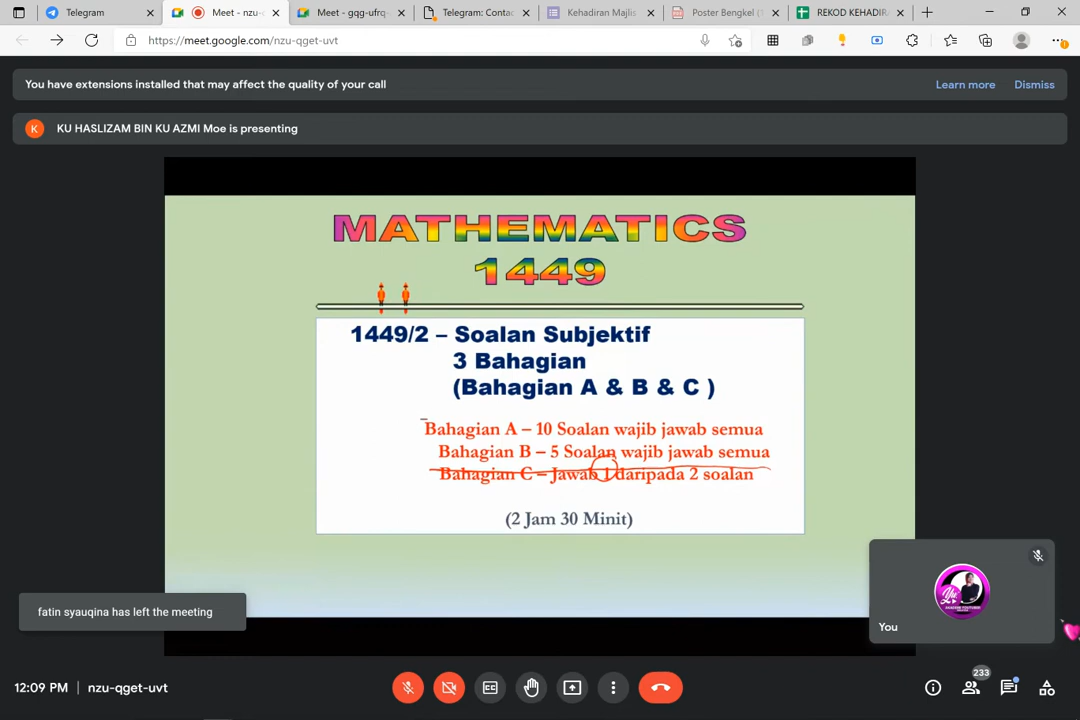 Telegram
Meet - nzu-
Meet - gqg-ufrq-
Telegram: Contac
Kehadiran Majlis
Poster Bengkel (
REKOD KEHADIRA
https://meet.google.com/nzu-qget-uvt
You have extensions installed that may affect the quality of your call
Learn more
Dismiss
K
KU HASLIZAM BIN KU AZMI Moe is presenting
MATHEMATICS
1449
1449/2 – Soalan Subjektif
3 Bahagian
(Bahagian A & B & C )
Bahagian A – 10 Soalan wajib jawab semua
Bahagian B – 5 Soalan wajib jawab semua
Bahagian C – Jawab 1 daripada 2 soalan
(2 Jam 30 Minit)
fatin syauqina has left the meeting
You
12:09 PM
nzu-qget-uvt
233